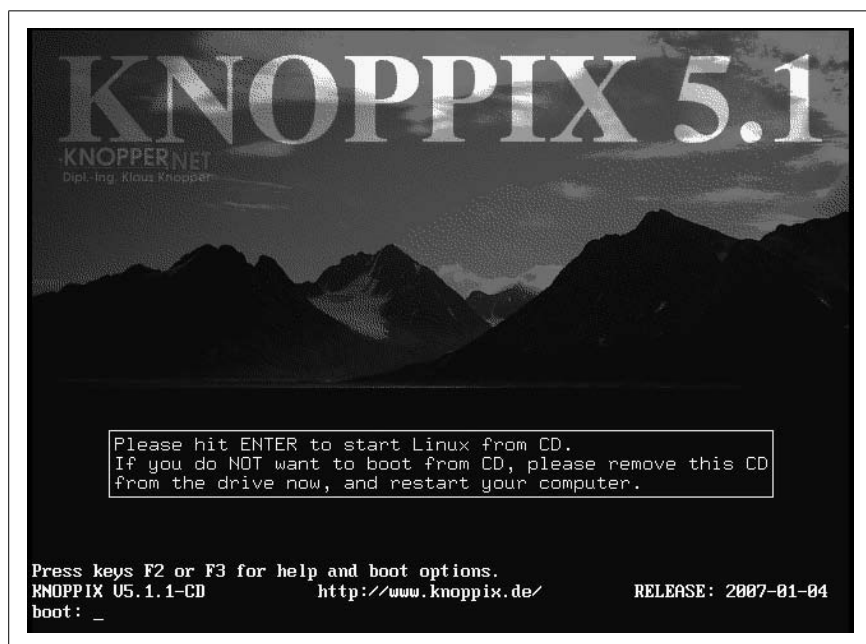 KNOPPIX 5.1
KNOPPER.NET
Dipl.-Ing. Klaus Knopper
Please hit ENTER to start Linux from CD.
If you do NOT want to boot from CD, please remove this CD
from the drive now, and restart your computer.
Press keys F2 or F3 for help and boot options.
KNOPPIX V5.1.1-CD http://www.knoppix.de/ RELEASE: 2007-01-04
boot: _